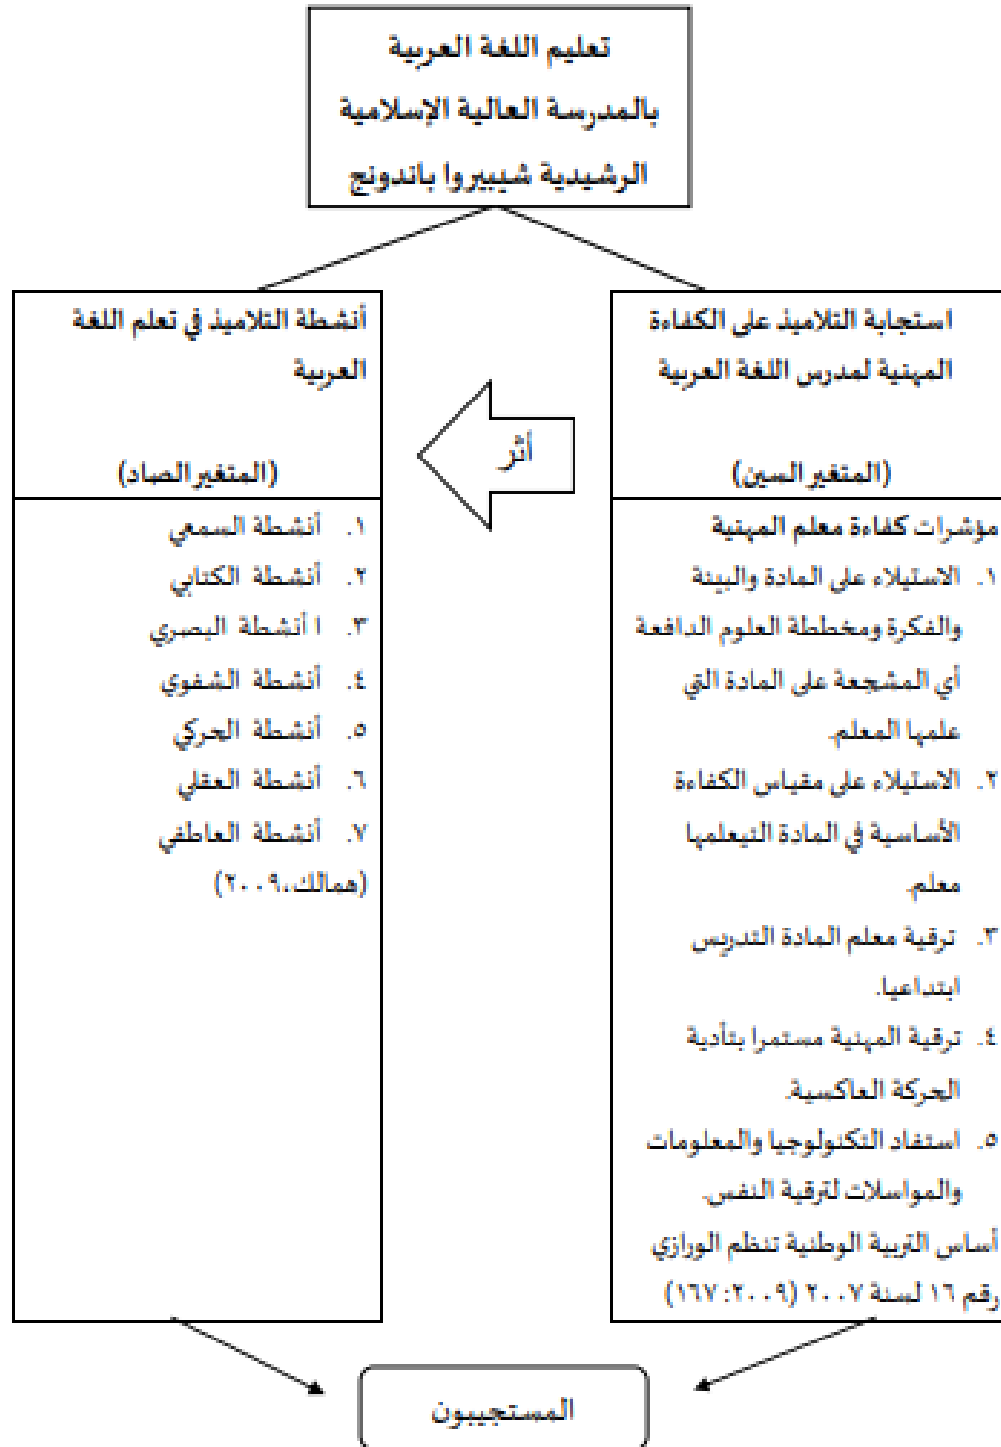 تعليم اللغة العربية
بالمدرسة العالية الإسلامية
الرشيدية شيبيروا باندونج
استجابة التلاميذ على الكفاءة
المهنية لمدرس اللغة العربية
(المتغير السين)
مؤشرات كفاءة معلم المهنية
١. الاستيلاء على المادة والبينة
والفكرة ومخططة العلوم الدافعة
أي المشجعة على المادة التي
علمها المعلم.
٢. الاستيلاء على مقياس الكفاءة
الأساسية في المادة التيعلمها
معلم.
٣. ترقية معلم المادة التدريس
ابتداعيا.
٤. ترقية المهنية مستمرا بتأدية
الحركة العاكسية.
٥. استفاد التكنولوجيا والمعلومات
والمواسلات لترقية النفس.
أساس التربية الوطنية تنظم الورازي
رقم ١٦ لسنة ٢٠٠٧ (٢٠٠٩: ١٦٧)
أثر
أنشطة التلاميذ في تعلم اللغة
العربية
(المتغير الصاد)
١. أنشطة السمعي
٢. أنشطة الكتابي
٣. ا أنشطة البصري
٤. أنشطة الشفوي
٥. أنشطة الحركي
٦. أنشطة العقلي
٧. أنشطة العاطفي
(همالك،٢٠٠٩)
المستجيبون